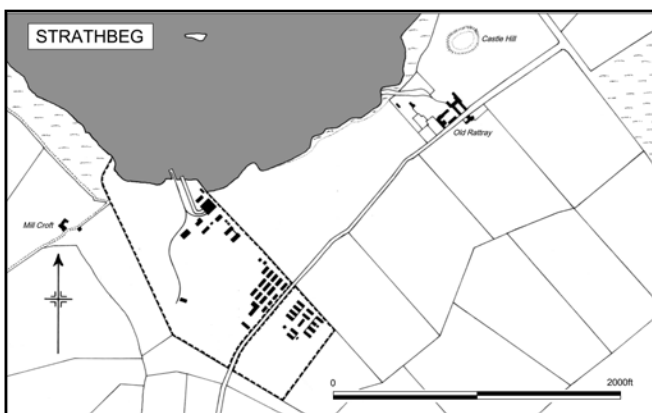 STRATHBEG
Castle Hill
Old Rattray
Mill Croft
0 2000ft